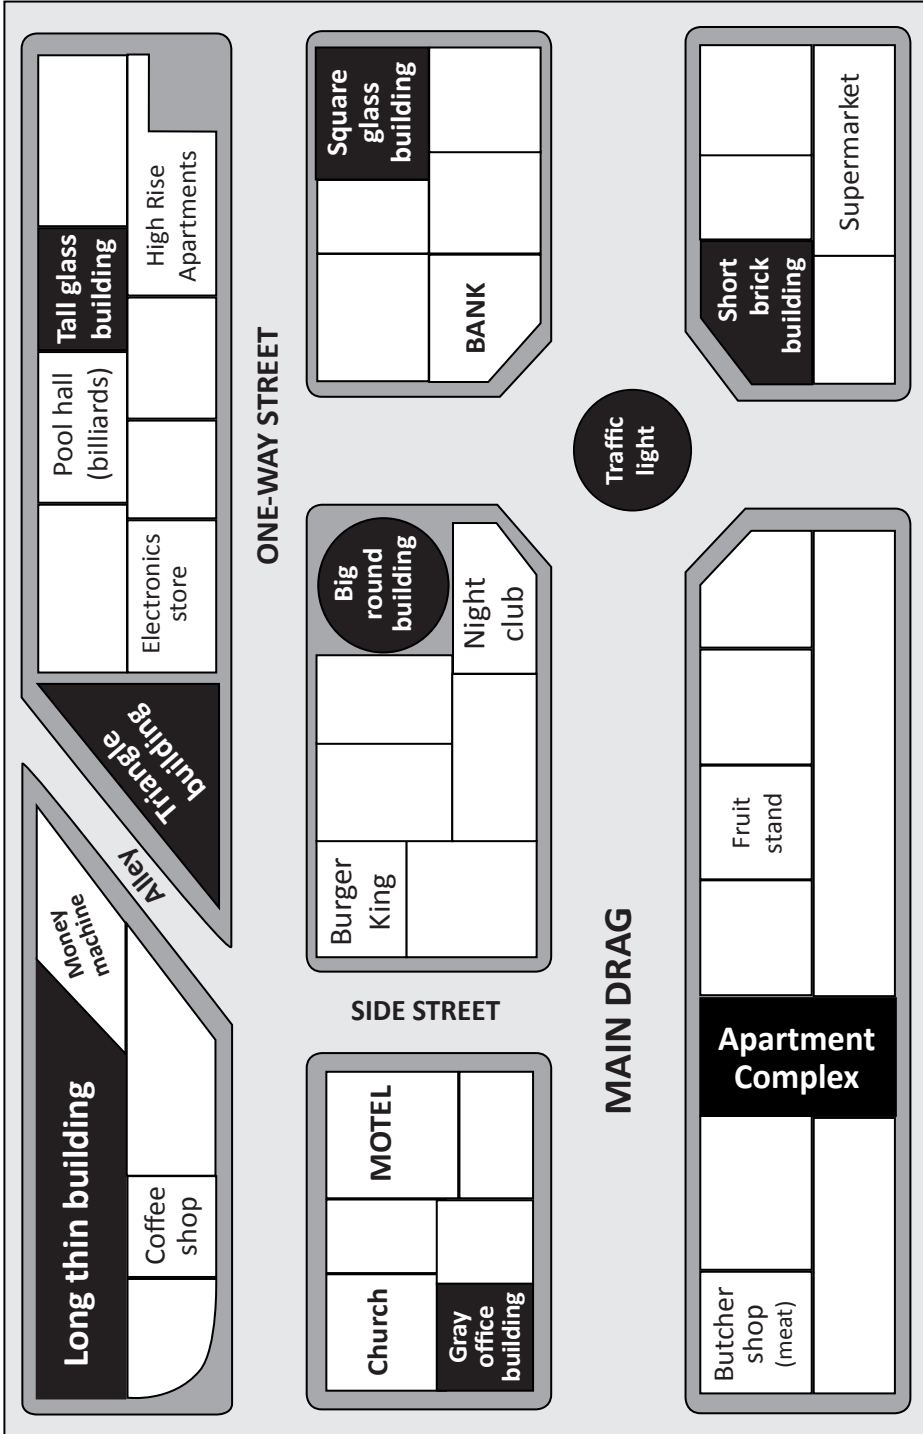 Tall glass
building
Pool hall
(billiards)
High Rise
Apartments
Electronics
store
Triangle
building
Alley
Money
machine
Long thin building
Coffee
shop
ONE-WAY STREET
Square
glass
building
BANK
Big
round
building
Night
club
Burger
King
SIDE STREET
MOTEL
Church
Gray
office
building
MAIN DRAG
Traffic
light
Supermarket
Short
brick
building
Fruit
stand
Apartment
Complex
Butcher
shop
(meat)